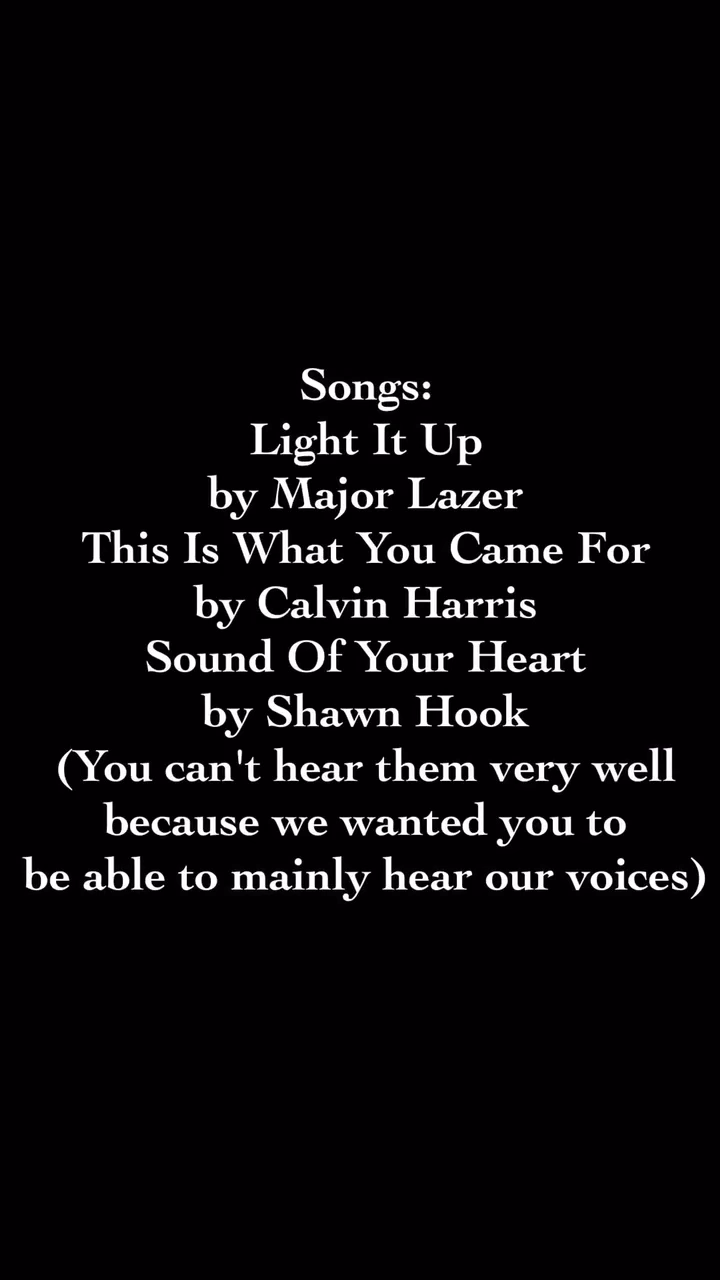 Songs:
Light It Up
by Major Lazer
This Is What You Came For
by Calvin Harris
Sound Of Your Heart
by Shawn Hook
(You can't hear them very well
because we wanted you to
be able to mainly hear our voices)